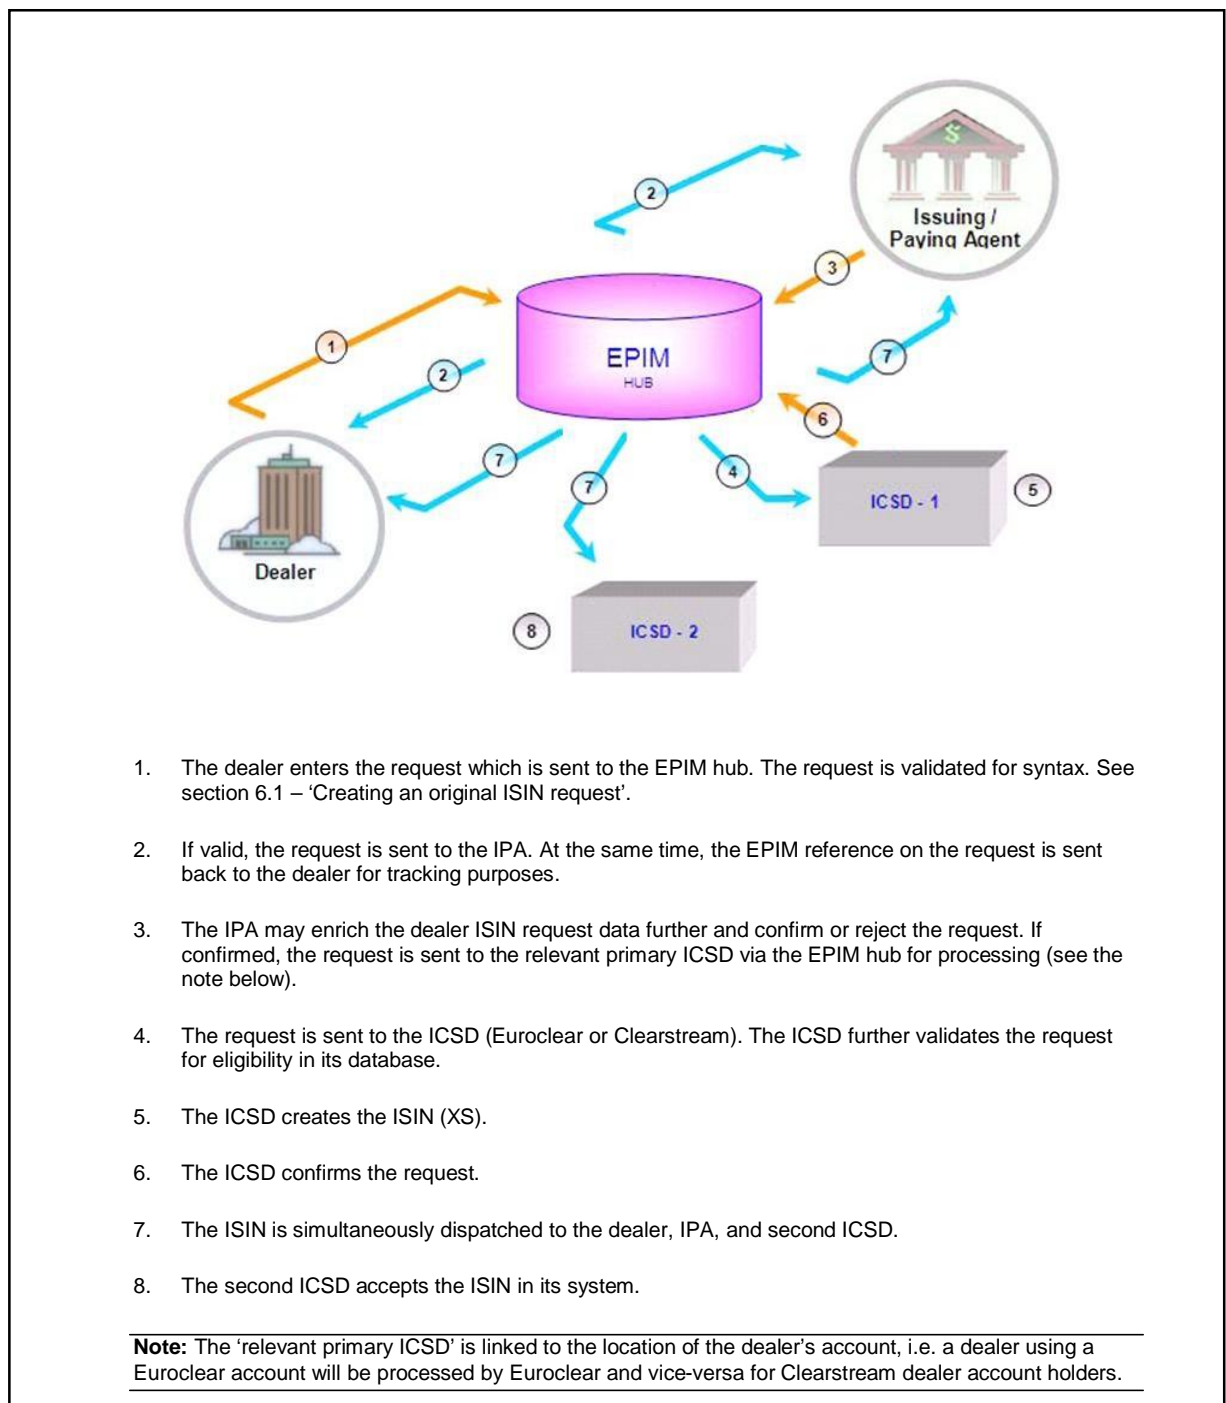 2
$
Issuing /
Paying Agent
3
1
EPIM
HUB
2
7
6
7
7
4
ICSD - 1
5
Dealer
8
ICSD - 2
1. The dealer enters the request which is sent to the EPIM hub. The request is validated for syntax. See
section 6.1 – ‘Creating an original ISIN request’.
2. If valid, the request is sent to the IPA. At the same time, the EPIM reference on the request is sent
back to the dealer for tracking purposes.
3. The IPA may enrich the dealer ISIN request data further and confirm or reject the request. If
confirmed, the request is sent to the relevant primary ICSD via the EPIM hub for processing (see the
note below).
4. The request is sent to the ICSD (Euroclear or Clearstream). The ICSD further validates the request
for eligibility in its database.
5. The ICSD creates the ISIN (XS).
6. The ICSD confirms the request.
7. The ISIN is simultaneously dispatched to the dealer, IPA, and second ICSD.
8. The second ICSD accepts the ISIN in its system.
Note: The ‘relevant primary ICSD’ is linked to the location of the dealer’s account, i.e. a dealer using a
Euroclear account will be processed by Euroclear and vice-versa for Clearstream dealer account holders.